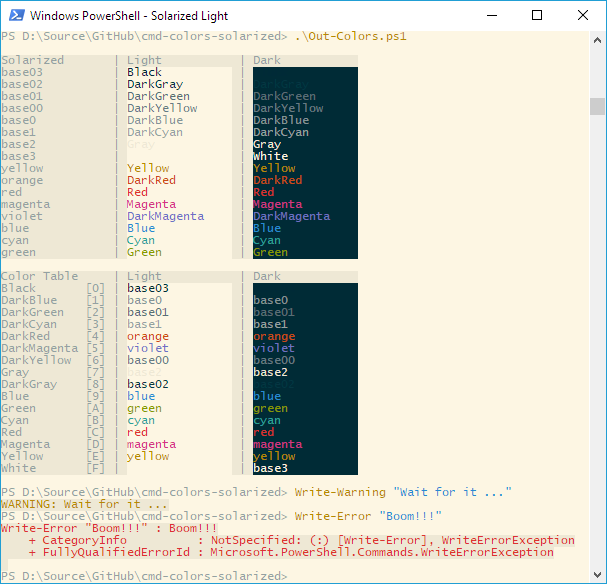 Windows PowerShell - Solarized Light
PS D:\Source\GitHub\cmd-colors-solarized> .\Out-Colors.ps1
Solarized | Light | Dark
base03 | Black |
base02 | DarkGray | DarkGray
base01 | DarkGreen | DarkGreen
base00 | DarkYellow | DarkYellow
base0 | DarkBlue | DarkBlue
base1 | DarkCyan | DarkCyan
base2 | Gray | Gray
base3 | | White
yellow | Yellow | Yellow
orange | DarkRed | DarkRed
red | Red | Red
magenta | Magenta | Magenta
violet | DarkMagenta | DarkMagenta
blue | Blue | Blue
cyan | Cyan | Cyan
green | Green | Green
Color Table | Light | Dark
Black [0] | base03 |
DarkBlue [1] | base0 | base0
DarkGreen [2] | base01 | base01
DarkCyan [3] | base1 | base1
DarkRed [4] | orange | orange
DarkMagenta [5] | violet | violet
DarkYellow [6] | base00 | base00
Gray [7] | base2 | base2
DarkGray [8] | base02 | base02
Blue [9] | blue | blue
Green [A] | green | green
Cyan [B] | cyan | cyan
Red [C] | red | red
Magenta [D] | magenta | magenta
Yellow [E] | yellow | yellow
White [F] | | base3
PS D:\Source\GitHub\cmd-colors-solarized> Write-Warning "Wait for it ..."
WARNING: Wait for it ...
PS D:\Source\GitHub\cmd-colors-solarized> Write-Error "Boom!!!"
Write-Error "Boom!!!" : Boom!!!
+ CategoryInfo : NotSpecified: (:) [Write-Error], WriteErrorException
+ FullyQualifiedErrorId : Microsoft.PowerShell.Commands.WriteErrorException
PS D:\Source\GitHub\cmd-colors-solarized>